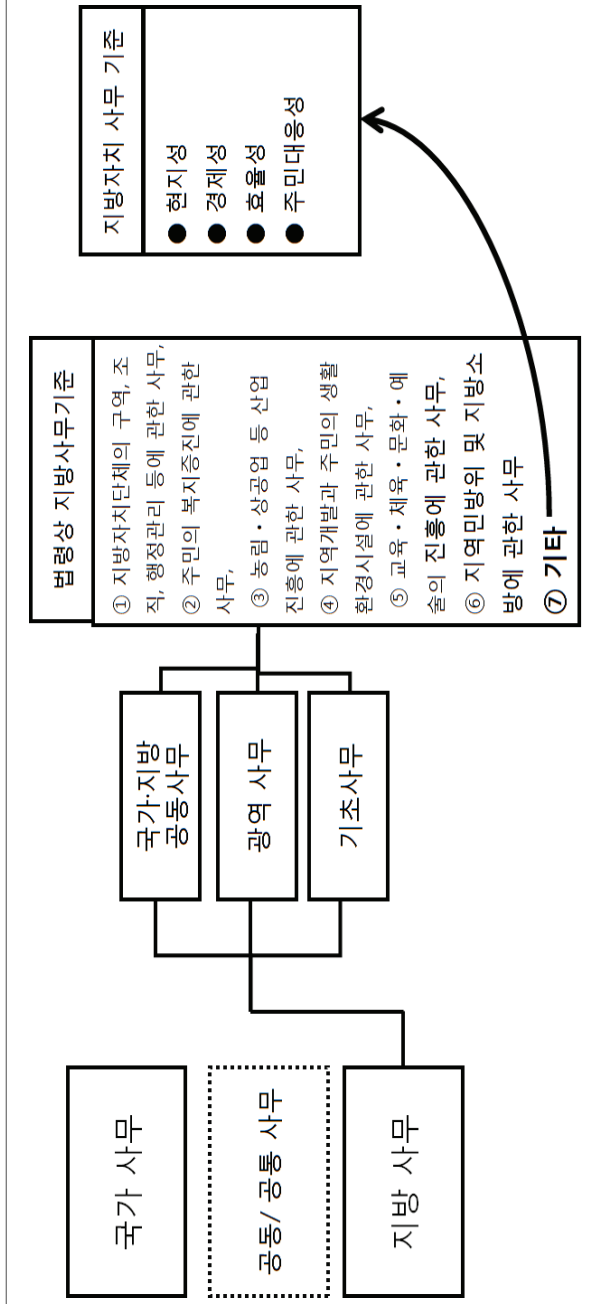 국가 사무
공동/ 공통 사무
지방 사무
국가·지방
공동사무
광역 사무
기초사무
법령상 지방사무기준
① 지방자치단체의 구역, 조
직, 행정관리 등에 관한 사무,
② 주민의 복지증진에 관한
사무,
③ 농림·상공업 등 산업
진흥에 관한 사무,
④ 지역개발과 주민의 생활
환경시설에 관한 사무,
⑤ 교육·체육·문화·예
술의 진흥에 관한 사무,
⑥ 지역민방위 및 지방소
방에 관한 사무
⑦ 기타
지방자치 사무 기준
● 현지성
● 경제성
● 효율성
● 주민대응성